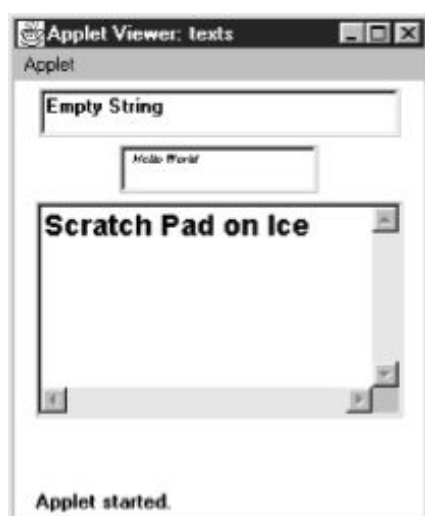 Applet Viewer: texts
Applet
Empty String
Hello World
Scratch Pad on Ice
Applet started.